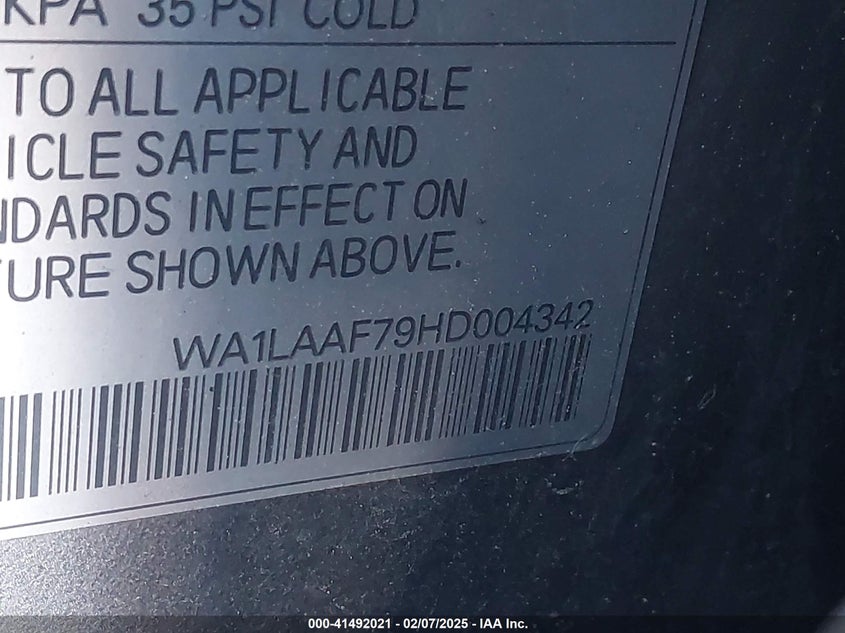 KPA 35 PSI COLD
TO ALL APPLICABLE
ICLE SAFETY AND
NDARDS IN EFFECT ON
TURE SHOWN ABOVE.
WA1LAAF79HD004342
000-41492021 - 02/07/2025 - IAA Inc.